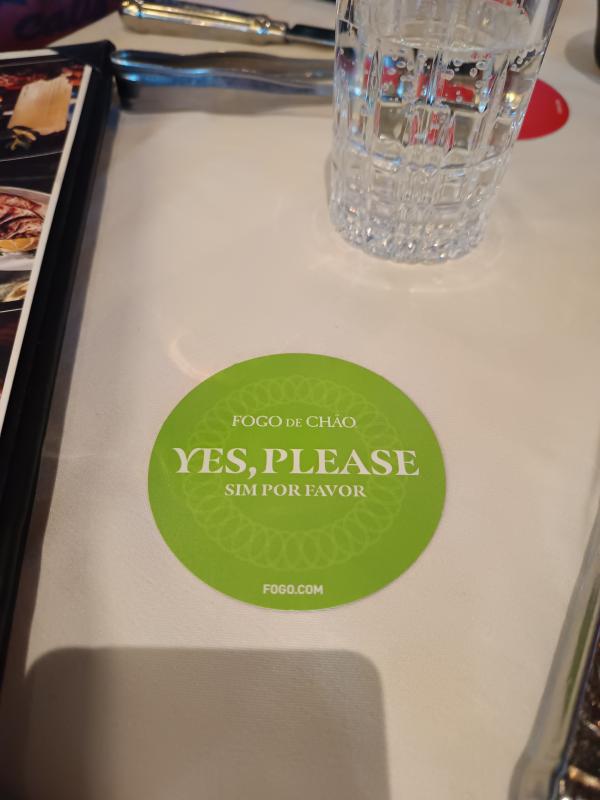 FOGO DE CHÃO
YES, PLEASE
SIM POR FAVOR
FOGO.COM